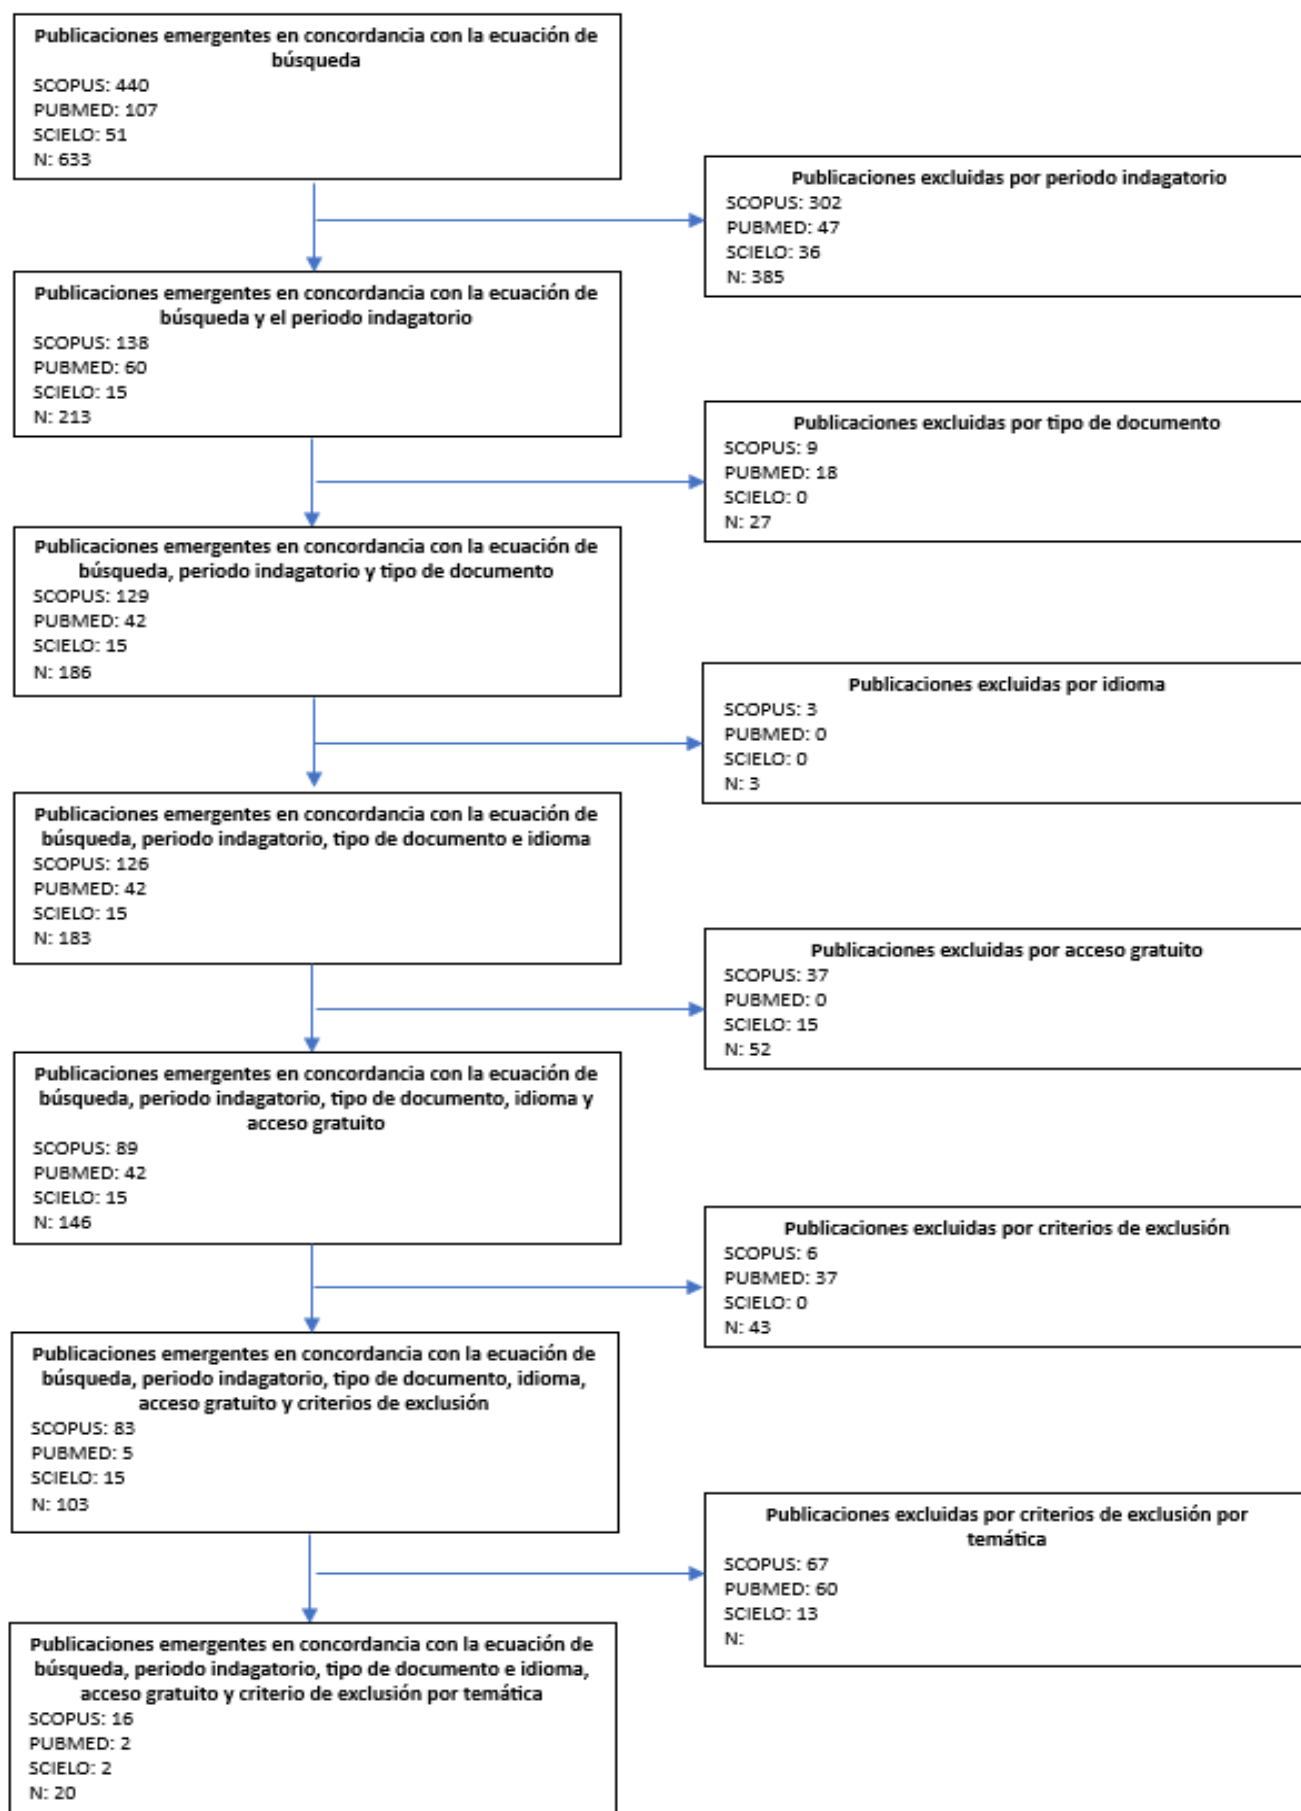 Publicaciones emergentes en concordancia con la ecuación de
búsqueda
SCOPUS: 440
PUBMED: 107
SCIELO: 51
N: 633
Publicaciones excluidas por periodo indagatorio
SCOPUS: 302
PUBMED: 47
SCIELO: 36
N: 385
Publicaciones emergentes en concordancia con la ecuación de
búsqueda y el periodo indagatorio
SCOPUS: 138
PUBMED: 60
SCIELO: 15
N: 213
Publicaciones excluidas por tipo de documento
SCOPUS: 9
PUBMED: 18
SCIELO: 0
N: 27
Publicaciones emergentes en concordancia con la ecuación de
búsqueda, periodo indagatorio y tipo de documento
SCOPUS: 129
PUBMED: 42
SCIELO: 15
N: 186
Publicaciones excluidas por idioma
SCOPUS: 3
PUBMED: 0
SCIELO: 0
N: 3
Publicaciones emergentes en concordancia con la ecuación de
búsqueda, periodo indagatorio, tipo de documento e idioma
SCOPUS: 126
PUBMED: 42
SCIELO: 15
N: 183
Publicaciones excluidas por acceso gratuito
SCOPUS: 37
PUBMED: 0
SCIELO: 15
N: 52
Publicaciones emergentes en concordancia con la ecuación de
búsqueda, periodo indagatorio, tipo de documento, idioma y
acceso gratuito
SCOPUS: 89
PUBMED: 42
SCIELO: 15
N: 146
Publicaciones excluidas por criterios de exclusión
SCOPUS: 6
PUBMED: 37
SCIELO: 0
N: 43
Publicaciones emergentes en concordancia con la ecuación de
búsqueda, periodo indagatorio, tipo de documento, idioma,
acceso gratuito y criterios de exclusión
SCOPUS: 83
PUBMED: 5
SCIELO: 15
N: 103
Publicaciones excluidas por criterios de exclusión por
temática
SCOPUS: 67
PUBMED: 60
SCIELO: 13
N:
Publicaciones emergentes en concordancia con la ecuación de
búsqueda, periodo indagatorio, tipo de documento e idioma,
acceso gratuito y criterio de exclusión por temática
SCOPUS: 16
PUBMED: 2
SCIELO: 2
N: 20